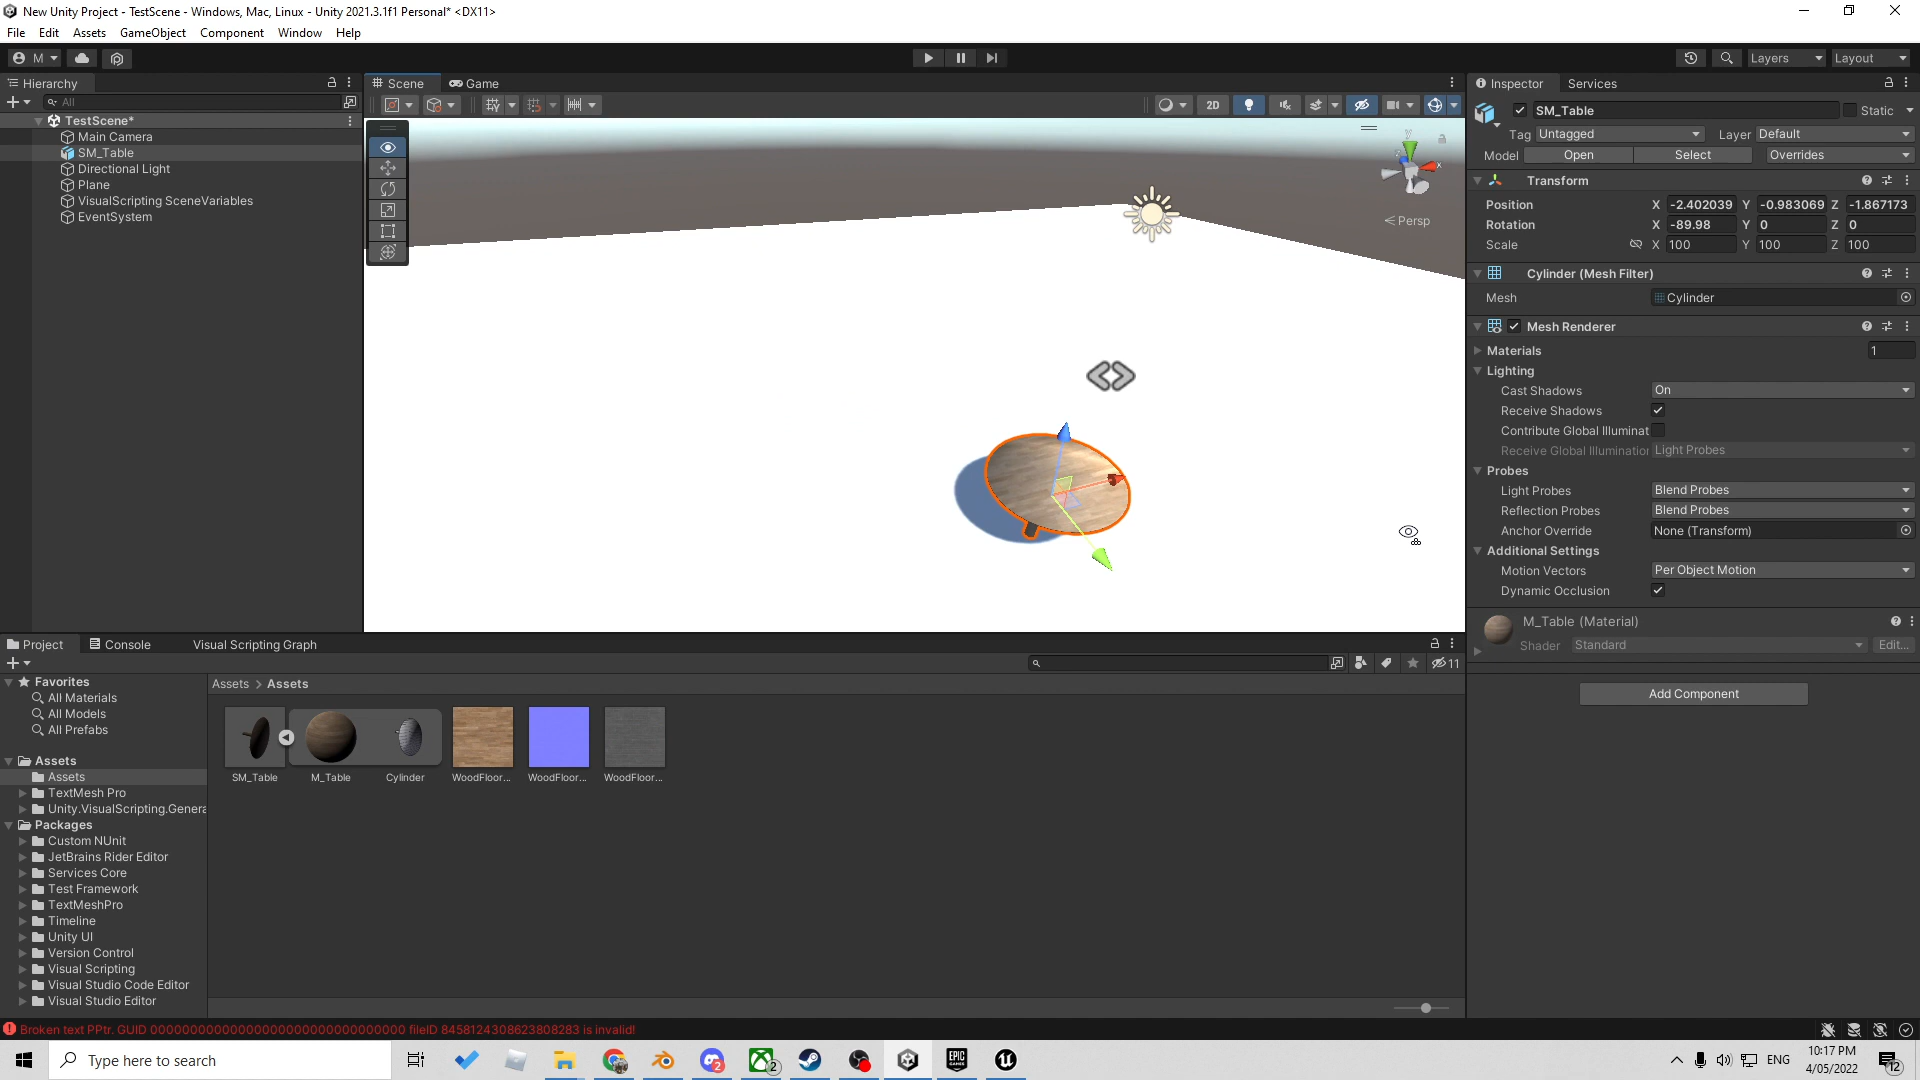 New Unity Project - TestScene - Windows, Mac, Linux - Unity 2021.3.1f1 Personal* <DX11>
File Edit Assets GameObject Component Window Help
M
Layers Layout
Hierarchy
All
TestScene*
Main Camera
SM_Table
Directional Light
Plane
VisualScripting SceneVariables
EventSystem
Scene Game
2D
y
x
Persp
Inspector Services
SM_Table Static
Tag Untagged Layer Default
Model Open Select Overrides
Transform
Position X -2.402039 Y -0.983069 Z -1.867173
Rotation X -89.98 Y 0 Z 0
Scale X 100 Y 100 Z 100
Cylinder (Mesh Filter)
Mesh Cylinder
Mesh Renderer
Materials 1
Lighting
Cast Shadows On
Receive Shadows
Contribute Global Illuminat
Receive Global Illumination Light Probes
Probes
Light Probes Blend Probes
Reflection Probes Blend Probes
Anchor Override None (Transform)
Additional Settings
Motion Vectors Per Object Motion
Dynamic Occlusion
M_Table (Material)
Shader Standard Edit...
Add Component
Project Console Visual Scripting Graph
11
Favorites
All Materials
All Models
All Prefabs
Assets
Assets
TextMesh Pro
Unity.VisualScripting.Genera
Packages
Custom NUnit
JetBrains Rider Editor
Services Core
Test Framework
TextMeshPro
Timeline
Unity UI
Version Control
Visual Scripting
Visual Studio Code Editor
Visual Studio Editor
Assets > Assets
SM_Table M_Table Cylinder WoodFloor... WoodFloor... WoodFloor...
Broken text PPtr. GUID 00000000000000000000000000000000 fileID 8458124308623808283 is invalid!
Type here to search
2
2
EPIC GAMES
ENG
10:17 PM
4/05/2022
12